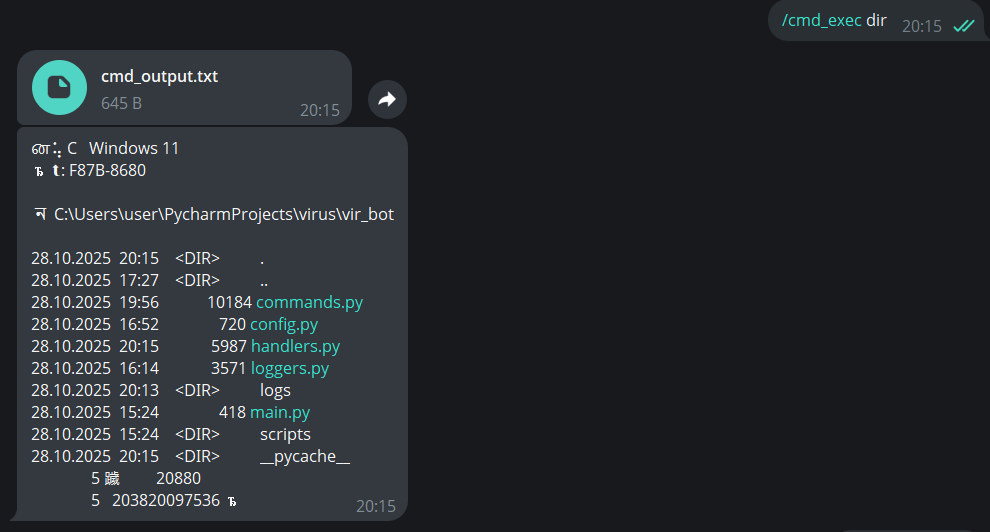 /cmd_exec dir 20:15
cmd_output.txt
645 B
20:15
C Windows 11
: F87B-8680
C:\Users\user\PycharmProjects\virus\vir_bot
28.10.2025 20:15 <DIR> .
28.10.2025 17:27 <DIR> ..
28.10.2025 19:56 10184 commands.py
28.10.2025 16:52 720 config.py
28.10.2025 20:15 5987 handlers.py
28.10.2025 16:14 3571 loggers.py
28.10.2025 20:13 <DIR> logs
28.10.2025 15:24 418 main.py
28.10.2025 15:24 <DIR> scripts
28.10.2025 20:15 <DIR> __pycache__
5 20880
5 203820097536
20:15